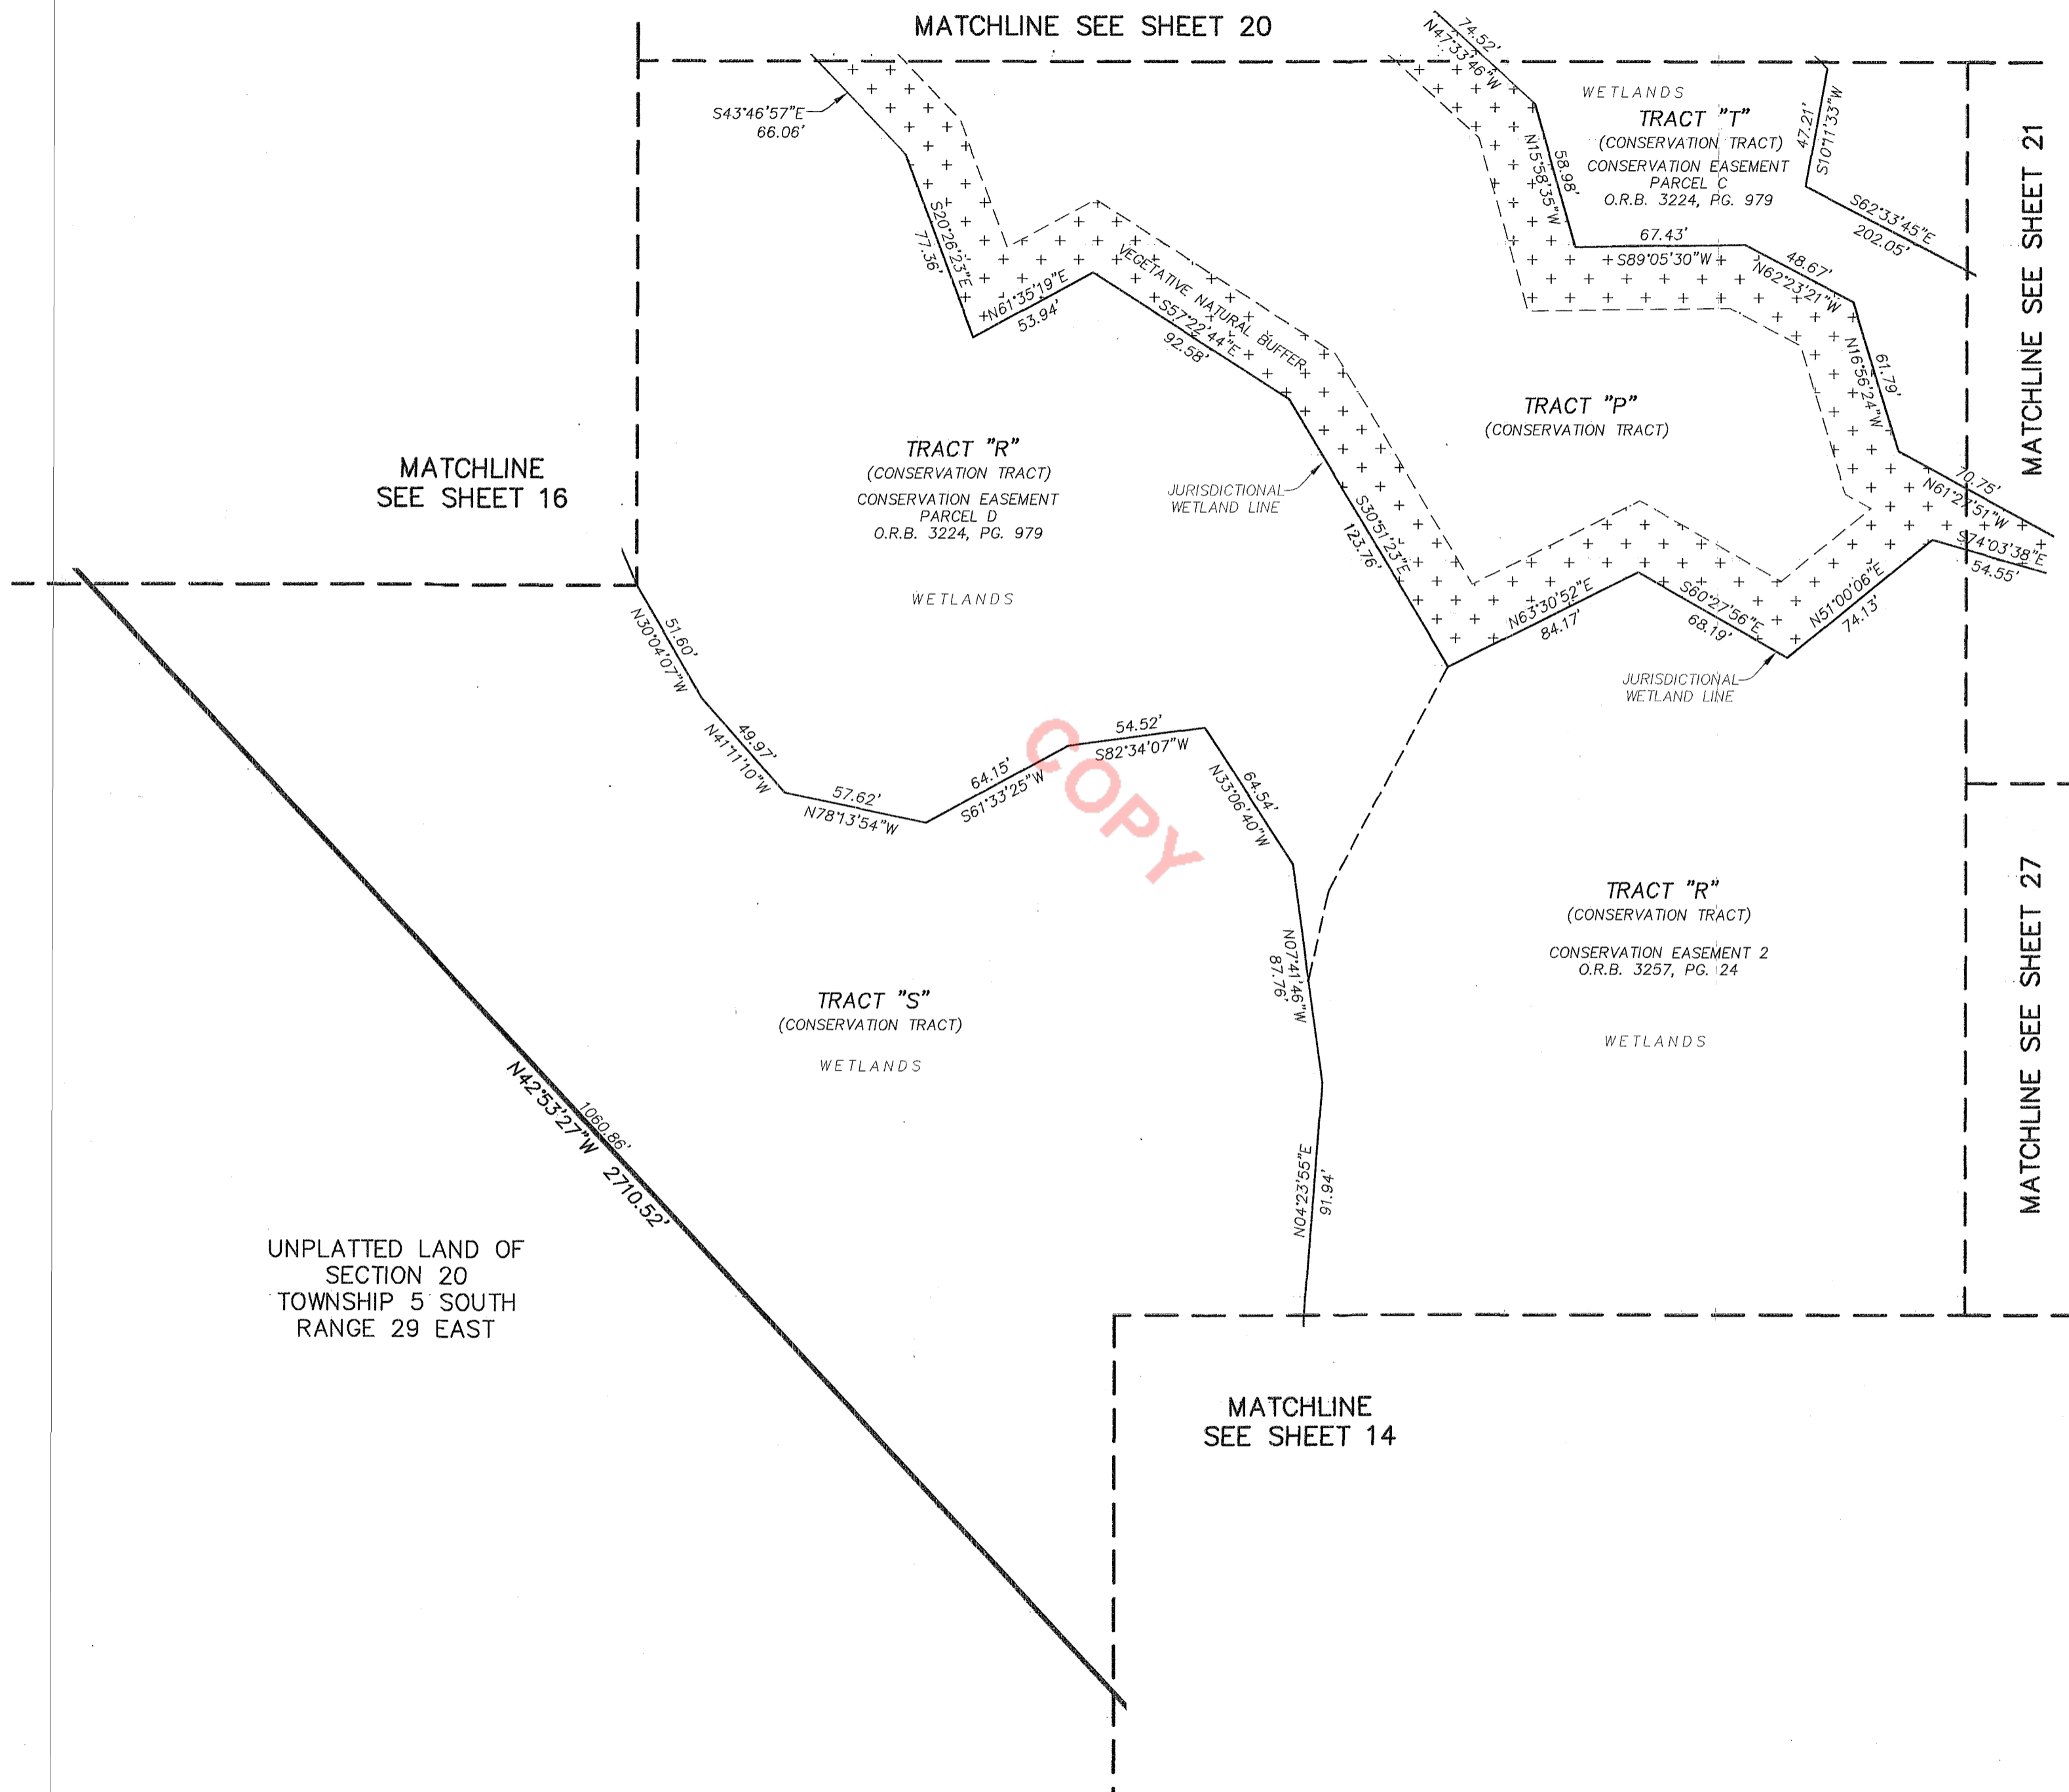 MATCHLINE SEE SHEET 20
74.52'
N47°33'46"W
S43°46'57"E
66.06'
WETLANDS
TRACT "T"
(CONSERVATION TRACT)
CONSERVATION EASEMENT
PARCEL C
O.R.B. 3224, PG. 979
47.21'
S10°11'33"W
MATCHLINE SEE SHEET 21
58.98'
N15°58'35"W
S62°33'45"E
202.05'
S20°26'23"E
77.36'
67.43'
S89°05'30"W
48.67'
N62°23'21"W
N61°35'19"E
53.94'
VEGETATIVE NATURAL BUFFER
S57°22'44"E
92.58'
61.79'
N16°56'24"W
TRACT "P"
(CONSERVATION TRACT)
TRACT "R"
(CONSERVATION TRACT)
CONSERVATION EASEMENT
PARCEL D
O.R.B. 3224, PG. 979
MATCHLINE
SEE SHEET 16
JURISDICTIONAL
WETLAND LINE
S30°51'23"E
123.76'
70.75'
N61°27'51"W
S74°03'38"E
54.55'
WETLANDS
N63°30'52"E
84.17'
S60°27'56"E
68.19'
N51°00'06"E
74.13'
51.60'
N30°04'07"W
JURISDICTIONAL
WETLAND LINE
49.97'
N41°11'10"W
57.62'
N78°13'54"W
64.15'
S61°33'25"W
54.52'
S82°34'07"W
64.54'
N33°06'40"W
COPY
TRACT "R"
(CONSERVATION TRACT)
CONSERVATION EASEMENT 2
O.R.B. 3257, PG. 24
WETLANDS
MATCHLINE SEE SHEET 27
N07°41'46"W
87.76'
TRACT "S"
(CONSERVATION TRACT)
WETLANDS
1060.86'
N42°53'27"W 2710.52'
N04°23'55"E
91.94'
UNPLATTED LAND OF
SECTION 20
TOWNSHIP 5 SOUTH
RANGE 29 EAST
MATCHLINE
SEE SHEET 14